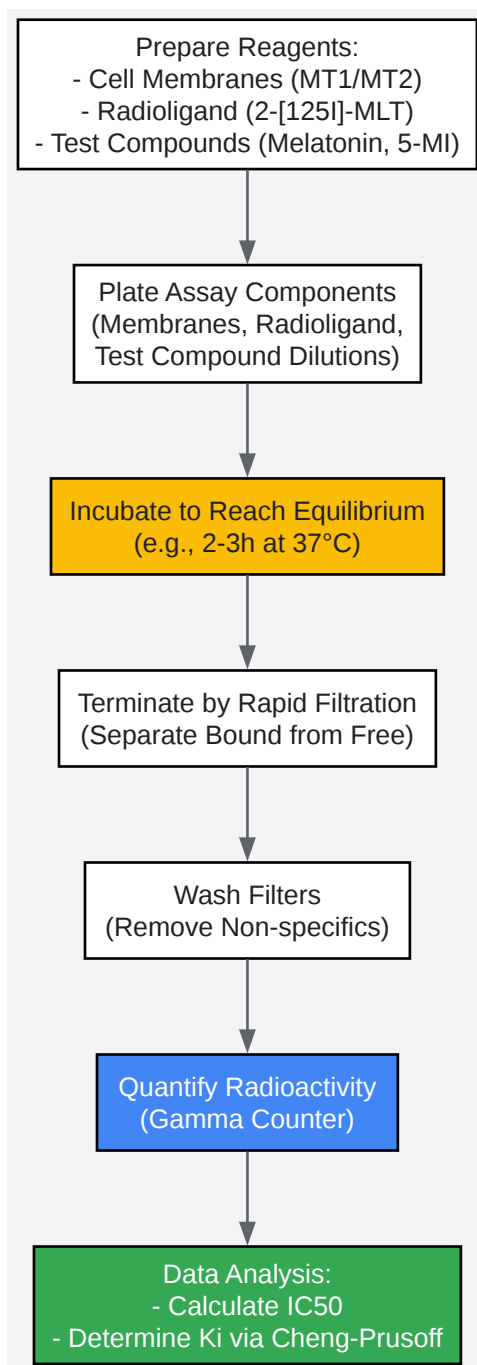 Prepare Reagents:
- Cell Membranes (MT1/MT2)
- Radioligand (2-[125I]-MLT)
- Test Compounds (Melatonin, 5-MI)
Plate Assay Components
(Membranes, Radioligand,
Test Compound Dilutions)
Incubate to Reach Equilibrium
(e.g., 2-3h at 37°C)
Terminate by Rapid Filtration
(Separate Bound from Free)
Wash Filters
(Remove Non-specifics)
Quantify Radioactivity
(Gamma Counter)
Data Analysis:
- Calculate IC50
- Determine Ki via Cheng-Prusoff